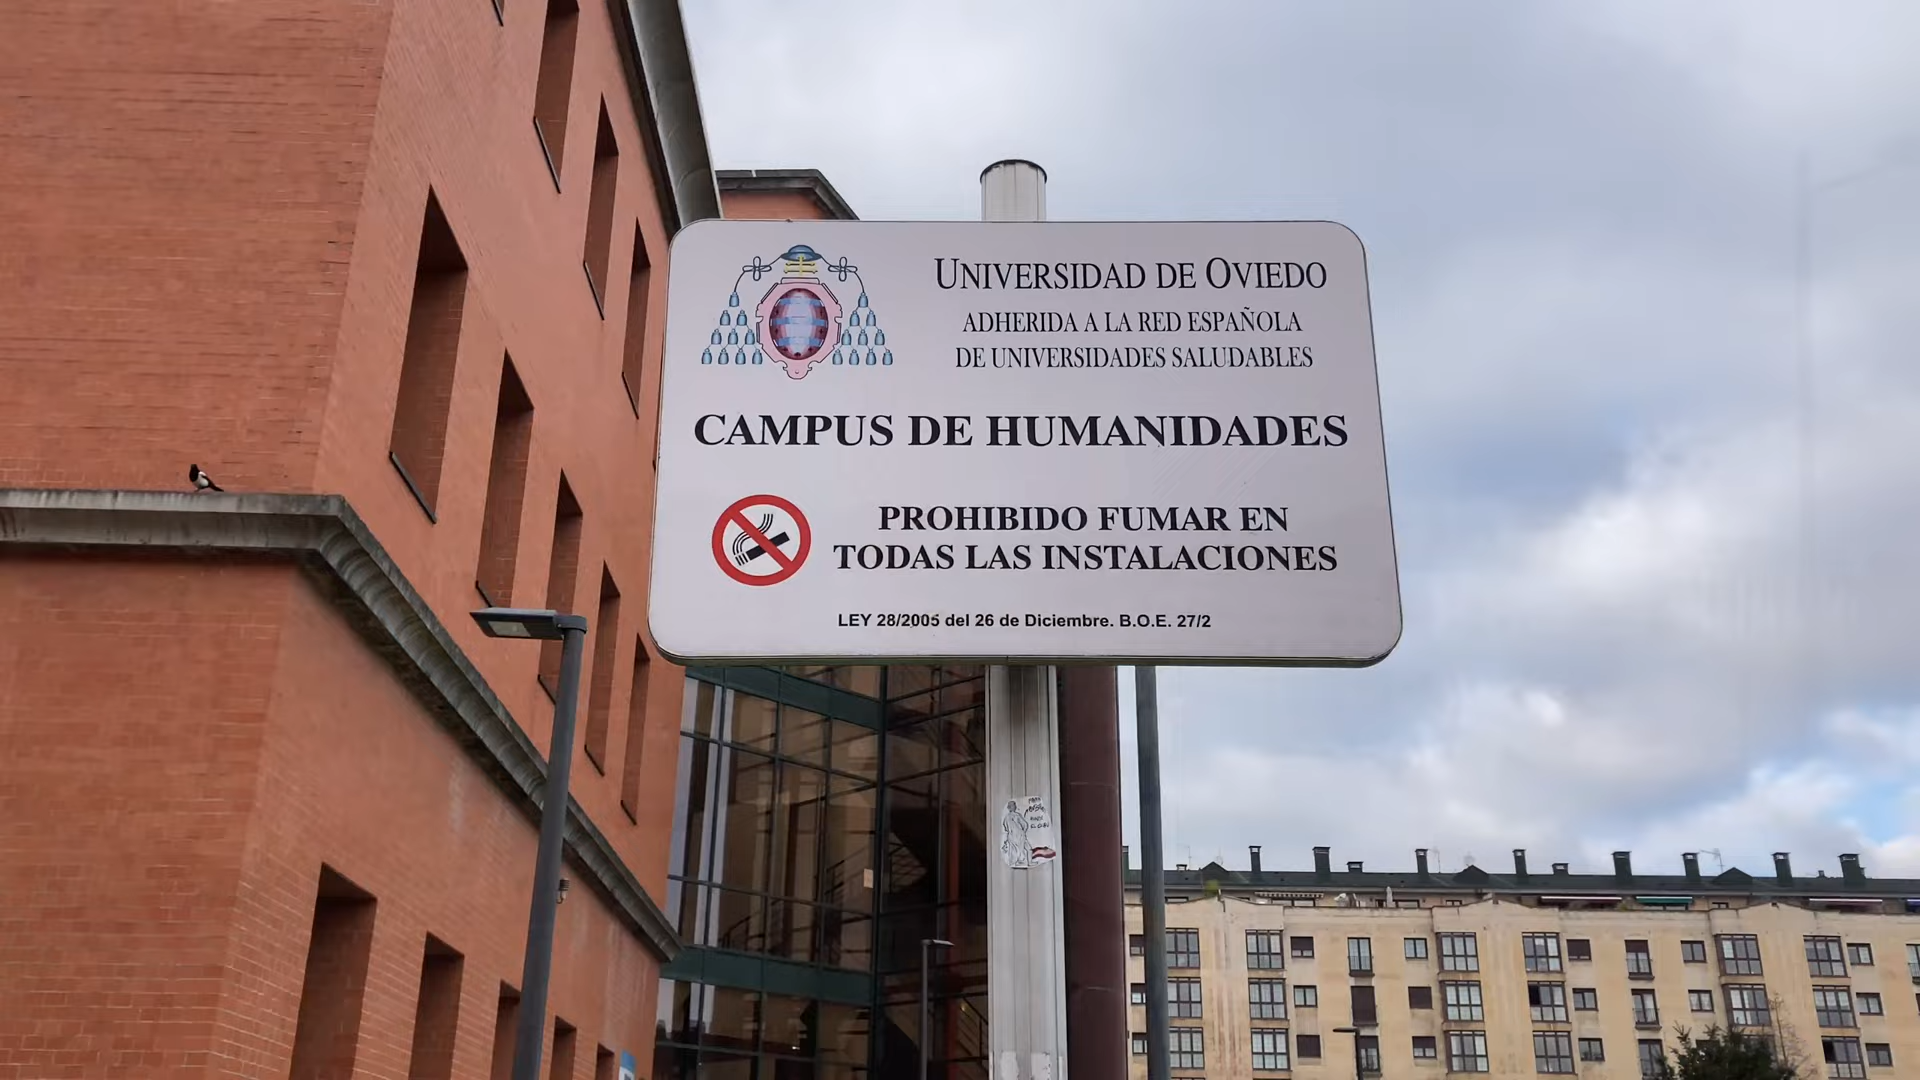 UNIVERSIDAD DE OVIEDO
ADHERIDA A LA RED ESPAÑOLA
DE UNIVERSIDADES SALUDABLES
CAMPUS DE HUMANIDADES
PROHIBIDO FUMAR EN
TODAS LAS INSTALACIONES
LEY 28/2005 del 26 de Diciembre. B.O.E. 27/2